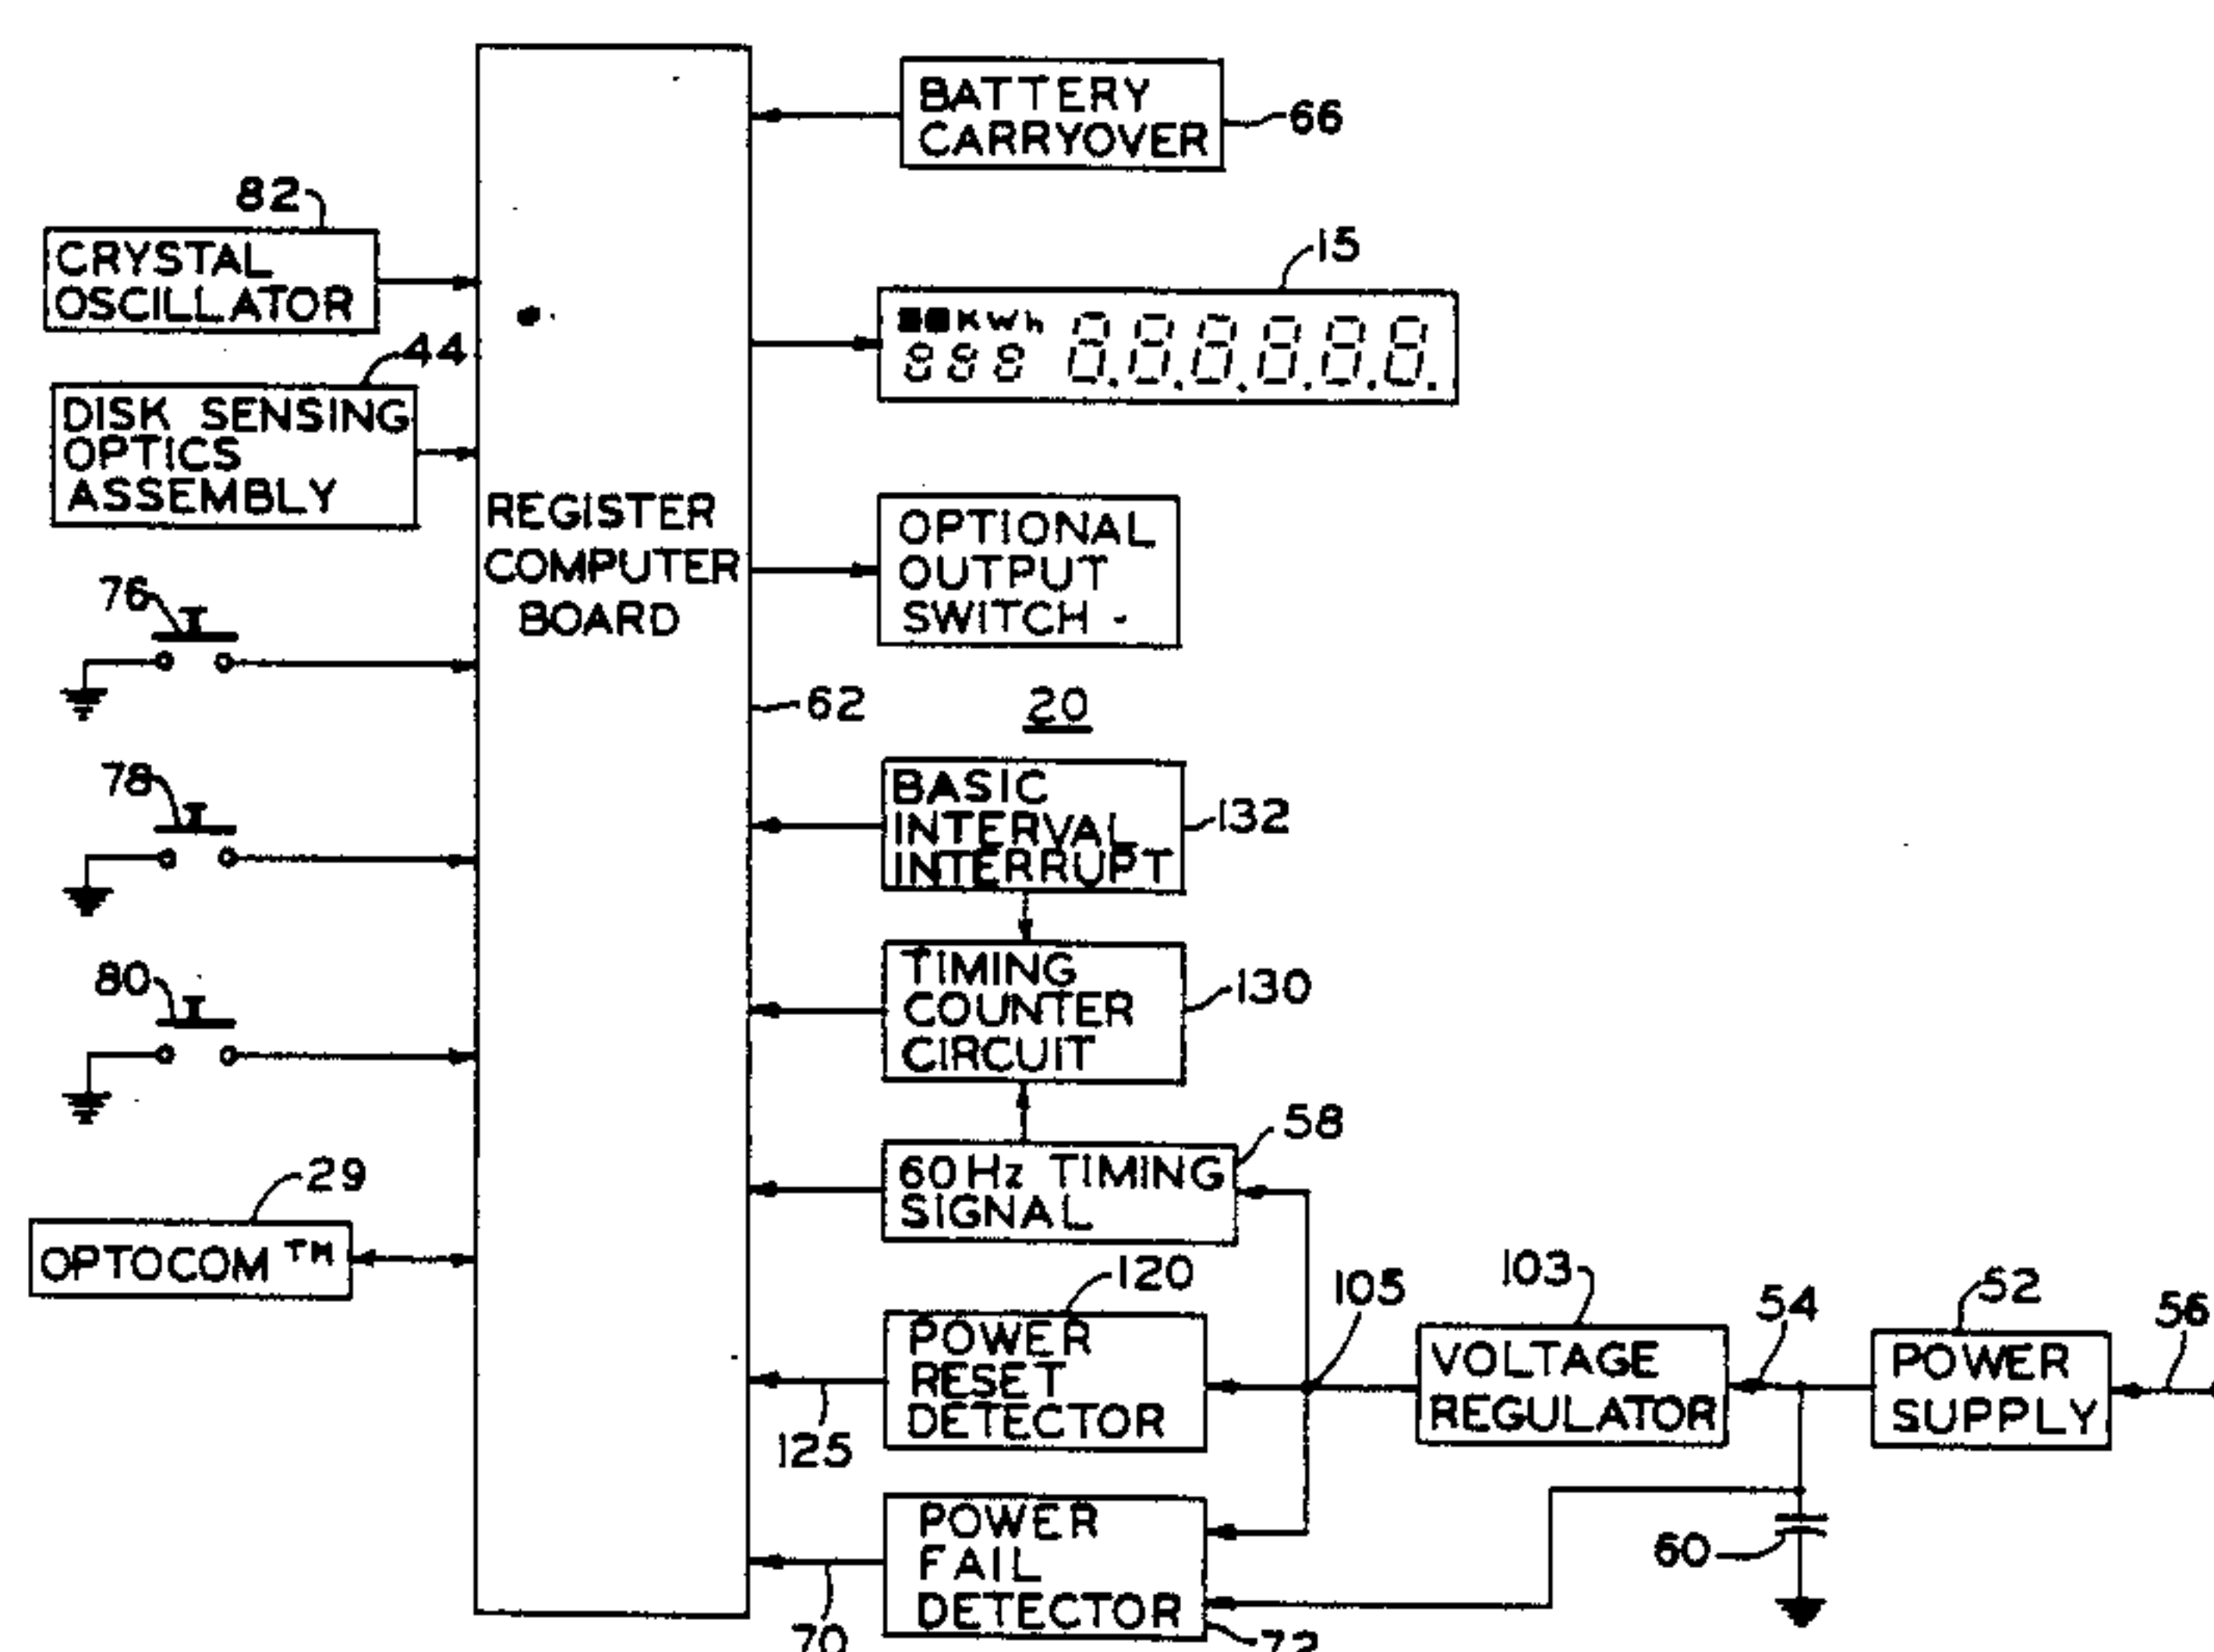 BATTERY
CARRYOVER
66
82
CRYSTAL
OSCILLATOR
15
KWh
888 8.8.8.8.8.8.
44
DISK SENSING
OPTICS
ASSEMBLY
REGISTER
COMPUTER
BOARD
OPTIONAL
OUTPUT
SWITCH
76
62
20
78
BASIC
INTERVAL
INTERRUPT
132
80
TIMING
COUNTER
CIRCUIT
130
58
60Hz TIMING
SIGNAL
29
OPTOCOM TM
120
POWER
RESET
DETECTOR
125
105
103
VOLTAGE
REGULATOR
54
52
POWER
SUPPLY
56
POWER
FAIL
DETECTOR
70
72
60